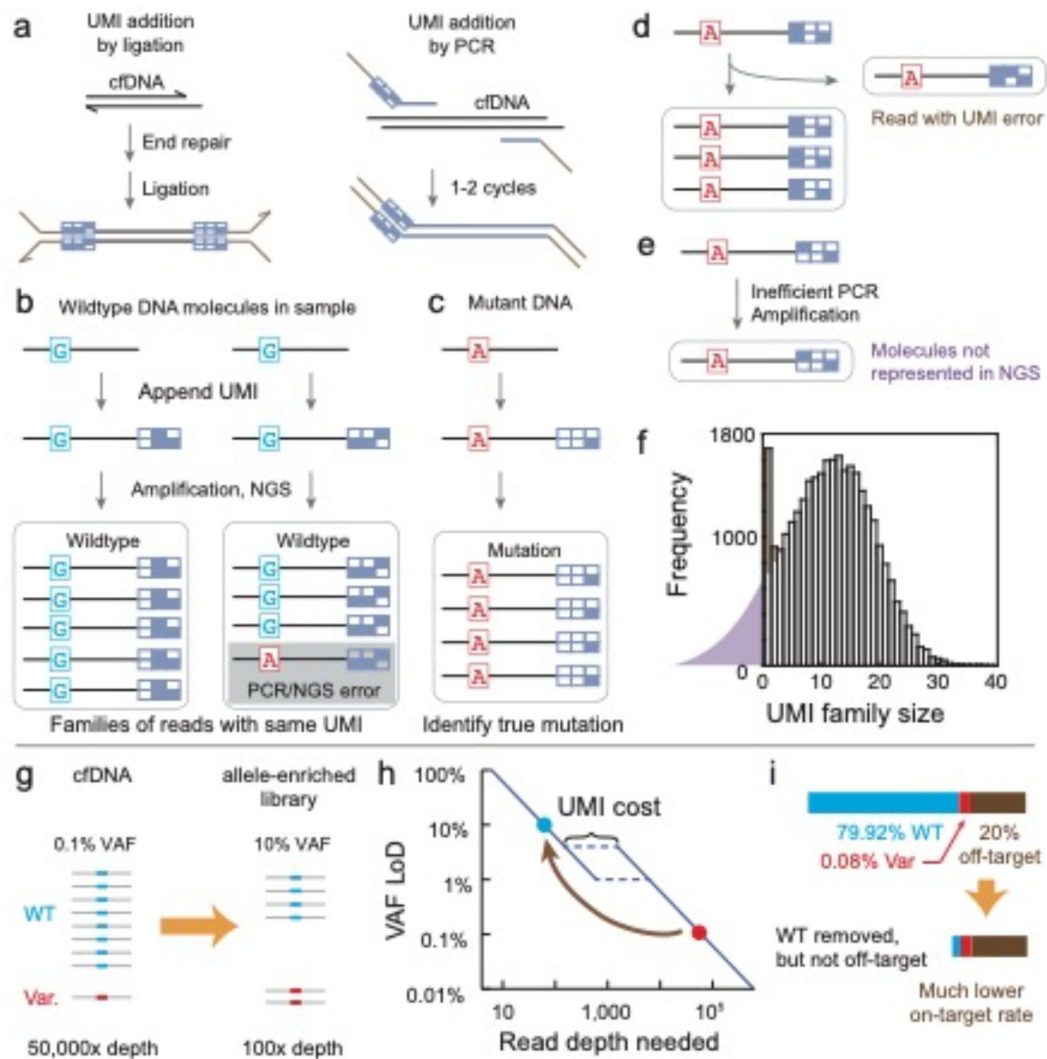 a
UMI addition
by ligation
cfDNA
End repair
Ligation
UMI addition
by PCR
cfDNA
1-2 cycles
b
Wildtype DNA molecules in sample
G
G
Append UMI
G
G
Amplification, NGS
Wildtype
G
G
G
G
G
Wildtype
G
G
G
A
PCR/NGS error
G
Families of reads with same UMI
c
Mutant DNA
A
A
Mutation
A
A
A
A
Identify true mutation
d
A
A
Read with UMI error
A
A
A
e
A
Inefficient PCR
Amplification
A
Molecules not
represented in NGS
f
1800
1000
0
Frequency
0
10
20
30
40
UMI family size
g
cfDNA
allele-enriched
library
0.1% VAF
10% VAF
WT
Var.
50,000x depth
100x depth
h
100%
10%
1%
0.1%
0.01%
VAF LoD
UMI cost
10
1,000
10⁵
Read depth needed
i
79.92% WT
0.08% Var
20%
off-target
WT removed,
but not off-target
Much lower
on-target rate